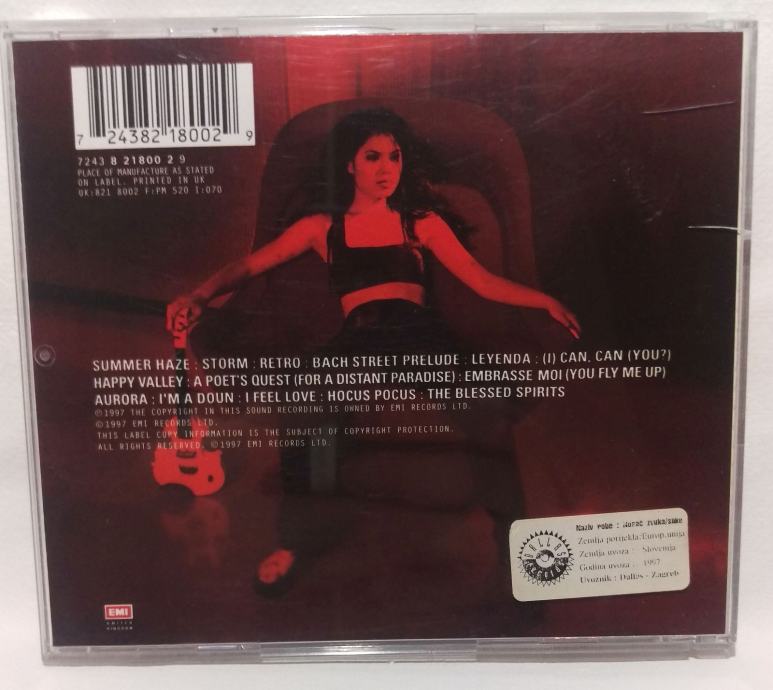 7 24382 18002 9
7243 8 21800 2 9
PLACE OF MANUFACTURE AS STATED
ON LABEL. PRINTED IN UK
UK:821 8002 F:PM 520 I:070
SUMMER HAZE : STORM : RETRO : BACH STREET PRELUDE : LEYENDA : (I) CAN, CAN (YOU?)
HAPPY VALLEY : A POET'S QUEST (FOR A DISTANT PARADISE) : EMBRASSE MOI (YOU FLY ME UP)
AURORA : I'M A DOUN : I FEEL LOVE : HOCUS POCUS : THE BLESSED SPIRITS
℗1997 THE COPYRIGHT IN THIS SOUND RECORDING IS OWNED BY EMI RECORDS LTD.
©1997 EMI RECORDS LTD.
THIS LABEL COPY INFORMATION IS THE SUBJECT OF COPYRIGHT PROTECTION.
ALL RIGHTS RESERVED. ©1997 EMI RECORDS LTD.
DALLAS RECORDS
Naziv robe : Nosač zvuka/slike
Zemlja porijekla:Europ.unija
Zemlja uvoza : Slovenija
Godina uvoza : 1997
Uvoznik : Dallas - Zagreb
EMI
UNITED
KINGDOM